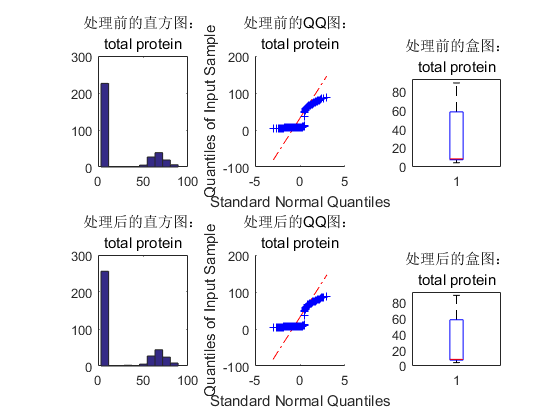 处理前的直方图：
total protein
300
200
100
0
0 50 100
处理前的QQ图：
total protein
Quantiles of Input Sample
200
100
0
-100
-5 0 5
Standard Normal Quantiles
处理前的盒图：
total protein
80
60
40
20
0
1
处理后的直方图：
total protein
300
200
100
0
0 50 100
处理后的QQ图：
total protein
Quantiles of Input Sample
200
100
0
-100
-5 0 5
Standard Normal Quantiles
处理后的盒图：
total protein
80
60
40
20
0
1